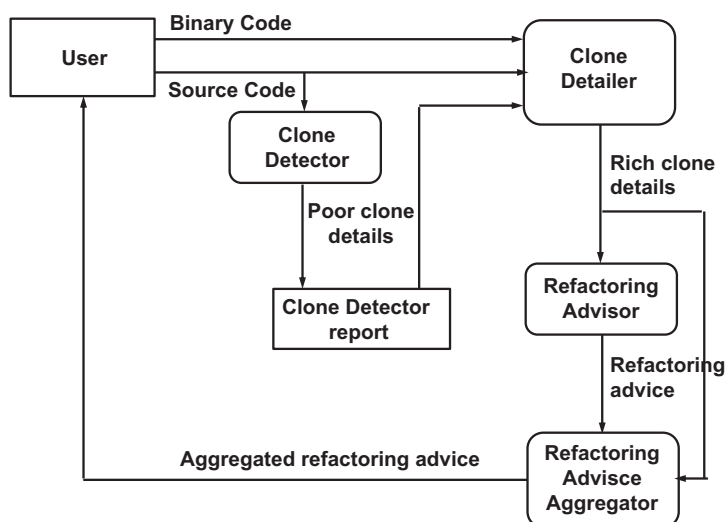 Binary Code
User
Source Code
Clone
Detailer
Clone
Detector
Rich clone
details
Poor clone
details
Clone Detector
report
Refactoring
Advisor
Refactoring
advice
Aggregated refactoring advice
Refactoring
Advisce
Aggregator